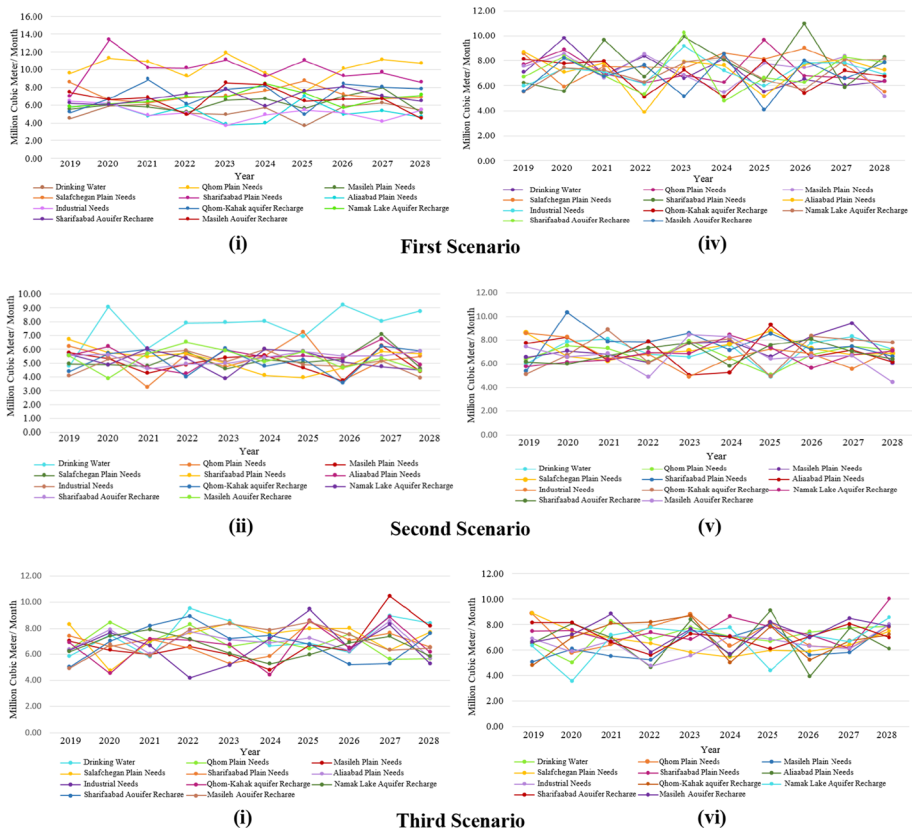 16.00
14.00
12.00
10.00
8.00
6.00
4.00
2.00
0.00
Million Cubic Meter/ Month
2019 2020 2021 2022 2023 2024 2025 2026 2027 2028
Year
Drinking Water Qhom Plain Needs Masileh Plain Needs
Salafchegan Plain Needs Sharifaabad Plain Needs Aliaabad Plain Needs
Industrial Needs Qhom-Kahak aquifer Recharge Namak Lake Aquifer Recharge
Sharifaabad Aouifer Recharge Masileh Aouifer Recharge
(i)
12.00
10.00
8.00
6.00
4.00
2.00
0.00
Million Cubic Meter/ Month
2019 2020 2021 2022 2023 2024 2025 2026 2027 2028
Year
Drinking Water Qhom Plain Needs Masileh Plain Needs
Salafchegan Plain Needs Sharifaabad Plain Needs Aliaabad Plain Needs
Industrial Needs Qhom-Kahak aquifer Recharge Namak Lake Aquifer Recharge
Sharifaabad Aouifer Recharge Masileh Aouifer Recharge
(iv)
First Scenario
10.00
9.00
8.00
7.00
6.00
5.00
4.00
3.00
2.00
1.00
0.00
Million Cubic Meter/ Month
2019 2020 2021 2022 2023 2024 2025 2026 2027 2028
Year
Drinking Water Qhom Plain Needs Masileh Plain Needs
Salafchegan Plain Needs Sharifaabad Plain Needs Aliaabad Plain Needs
Industrial Needs Qhom-Kahak aquifer Recharge Namak Lake Aquifer Recharge
Sharifaabad Aouifer Recharge Masileh Aouifer Recharge
(ii)
12.00
10.00
8.00
6.00
4.00
2.00
0.00
Million Cubic Meter/ Month
2019 2020 2021 2022 2023 2024 2025 2026 2027 2028
Year
Drinking Water Qhom Plain Needs Masileh Plain Needs
Salafchegan Plain Needs Sharifaabad Plain Needs Aliaabad Plain Needs
Industrial Needs Qhom-Kahak aquifer Recharge Namak Lake Aquifer Recharge
Sharifaabad Aouifer Recharge Masileh Aouifer Recharge
(v)
Second Scenario
12.00
10.00
8.00
6.00
4.00
2.00
0.00
Million Cubic Meter/ Month
2019 2020 2021 2022 2023 2024 2025 2026 2027 2028
Year
Drinking Water Qhom Plain Needs Masileh Plain Needs
Salafchegan Plain Needs Sharifaabad Plain Needs Aliaabad Plain Needs
Industrial Needs Qhom-Kahak aquifer Recharge Namak Lake Aquifer Recharge
Sharifaabad Aouifer Recharge Masileh Aouifer Recharge
(i)
12.00
10.00
8.00
6.00
4.00
2.00
0.00
Million Cubic Meter/ Month
2019 2020 2021 2022 2023 2024 2025 2026 2027 2028
Year
Drinking Water Qhom Plain Needs Masileh Plain Needs
Salafchegan Plain Needs Sharifaabad Plain Needs Aliaabad Plain Needs
Industrial Needs Qhom-Kahak aquifer Recharge Namak Lake Aquifer Recharge
Sharifaabad Aouifer Recharge Masileh Aouifer Recharge
(vi)
Third Scenario